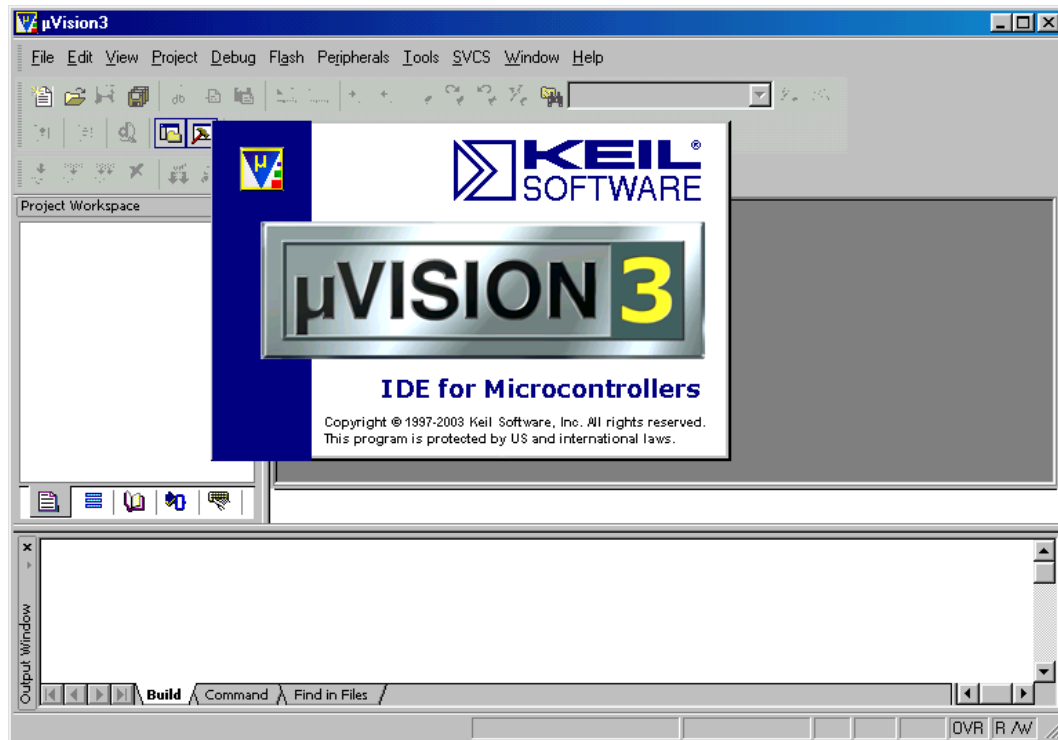 µVision3
File Edit View Project Debug Flash Peripherals Tools SVCS Window Help
Project Workspace
KEIL®
SOFTWARE
µVISION 3
IDE for Microcontrollers
Copyright © 1997-2003 Keil Software, Inc. All rights reserved.
This program is protected by US and international laws.
Output Window
Build Command Find in Files
OVR R/W